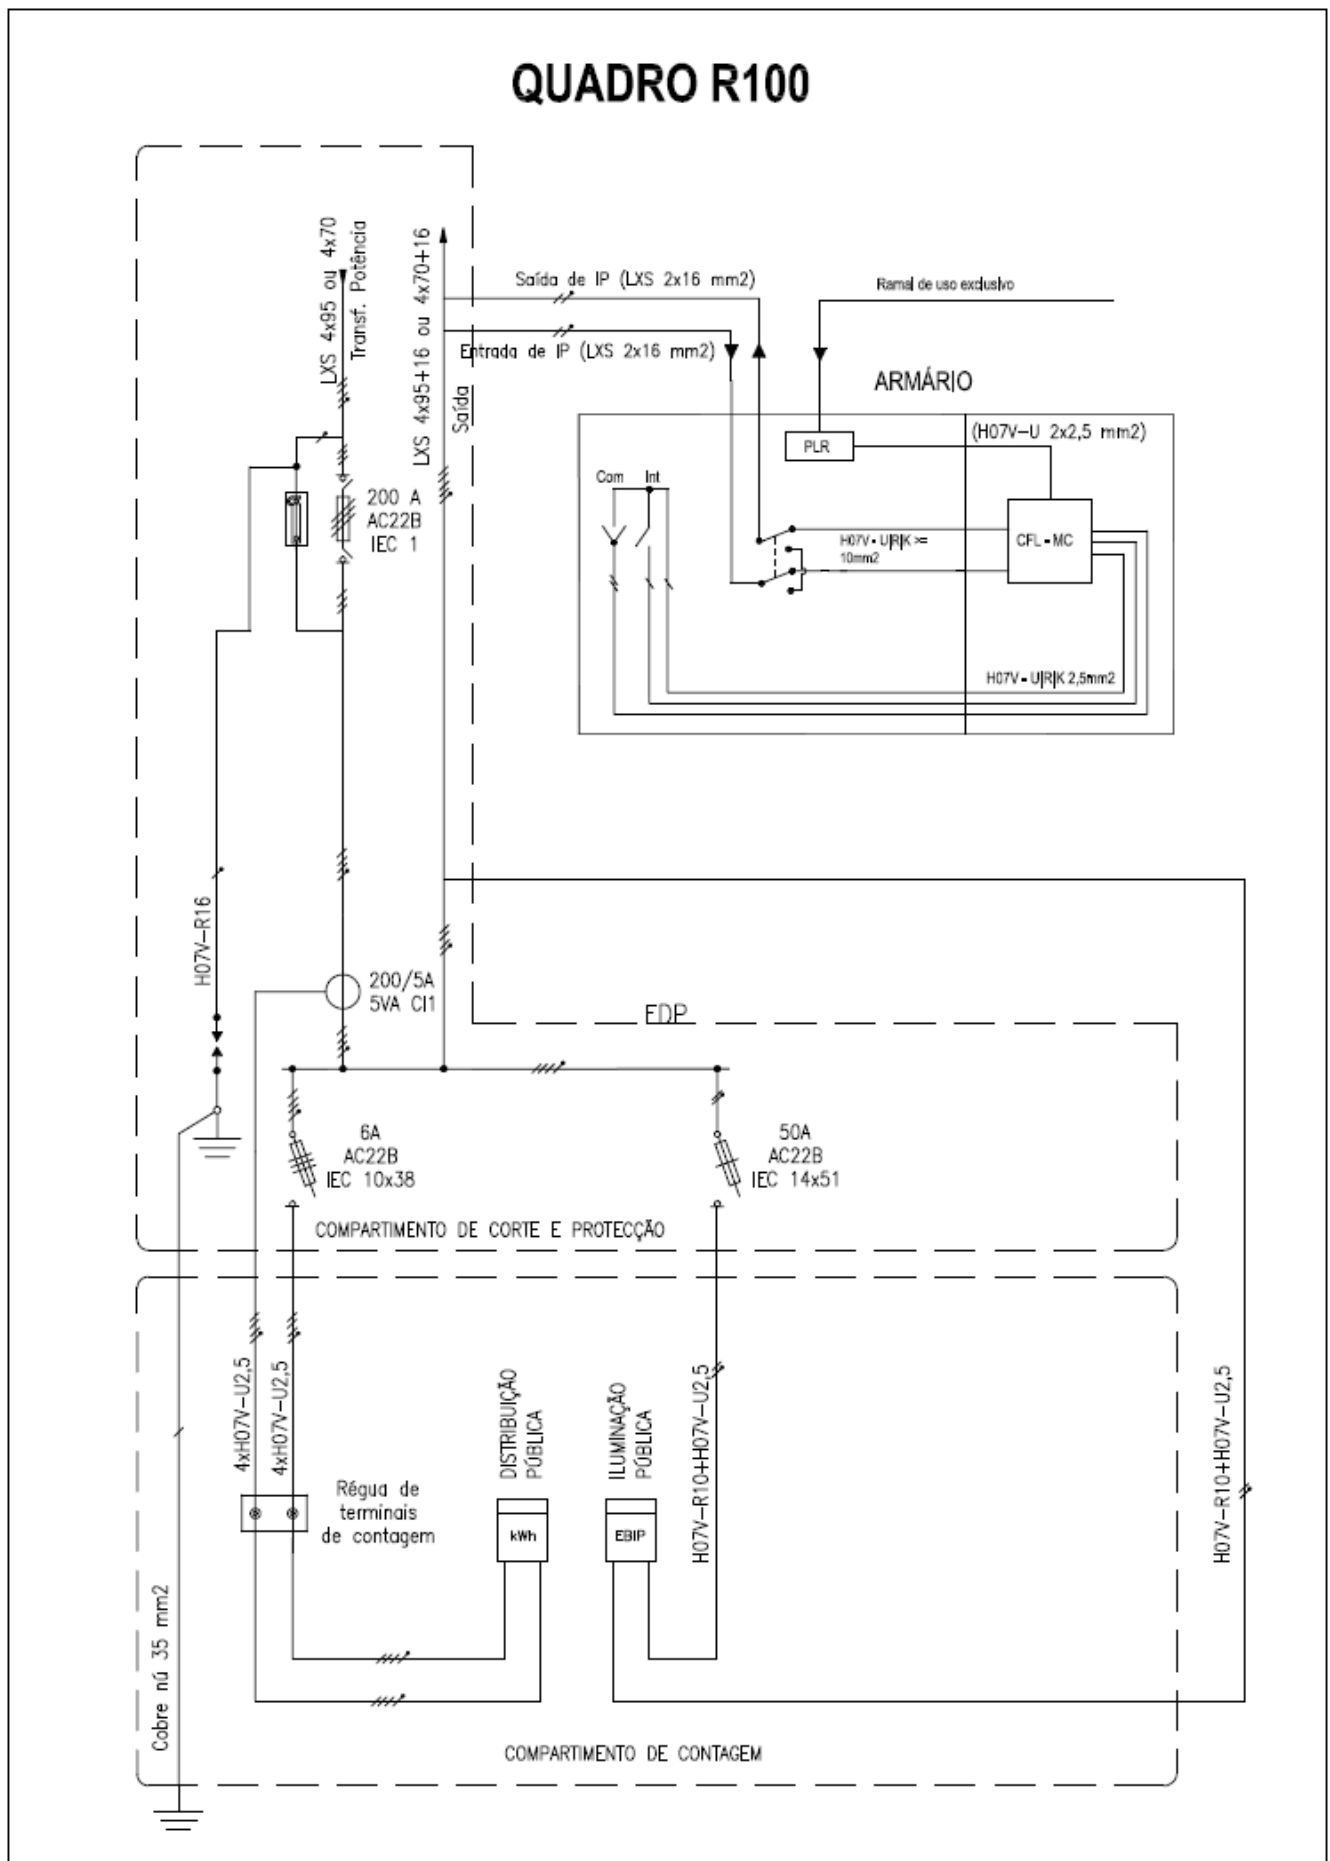 QUADRO R100
LXS 4x95 ou 4x70
Transf. Potência
LXS 4x95+16 ou 4x70+16
Saída
Saída de IP (LXS 2x16 mm2)
Entrada de IP (LXS 2x16 mm2)
Ramal de uso exclusivo
ARMÁRIO
PLR
(H07V-U 2x2,5 mm2)
Com
Int
H07V - U|R|K >=
10mm2
CFL - MC
H07V - U|R|K 2,5mm2
200 A
AC22B
IEC 1
H07V-R16
200/5A
5VA Cl1
EDP
6A
AC22B
IEC 10x38
50A
AC22B
IEC 14x51
COMPARTIMENTO DE CORTE E PROTECÇÃO
4xH07V-U2,5
4xH07V-U2,5
Régua de
terminais
de contagem
DISTRIBUIÇÃO
PÚBLICA
kWh
ILUMINAÇÃO
PÚBLICA
EBIP
H07V-R10+H07V-U2,5
H07V-R10+H07V-U2,5
Cobre nú 35 mm2
COMPARTIMENTO DE CONTAGEM